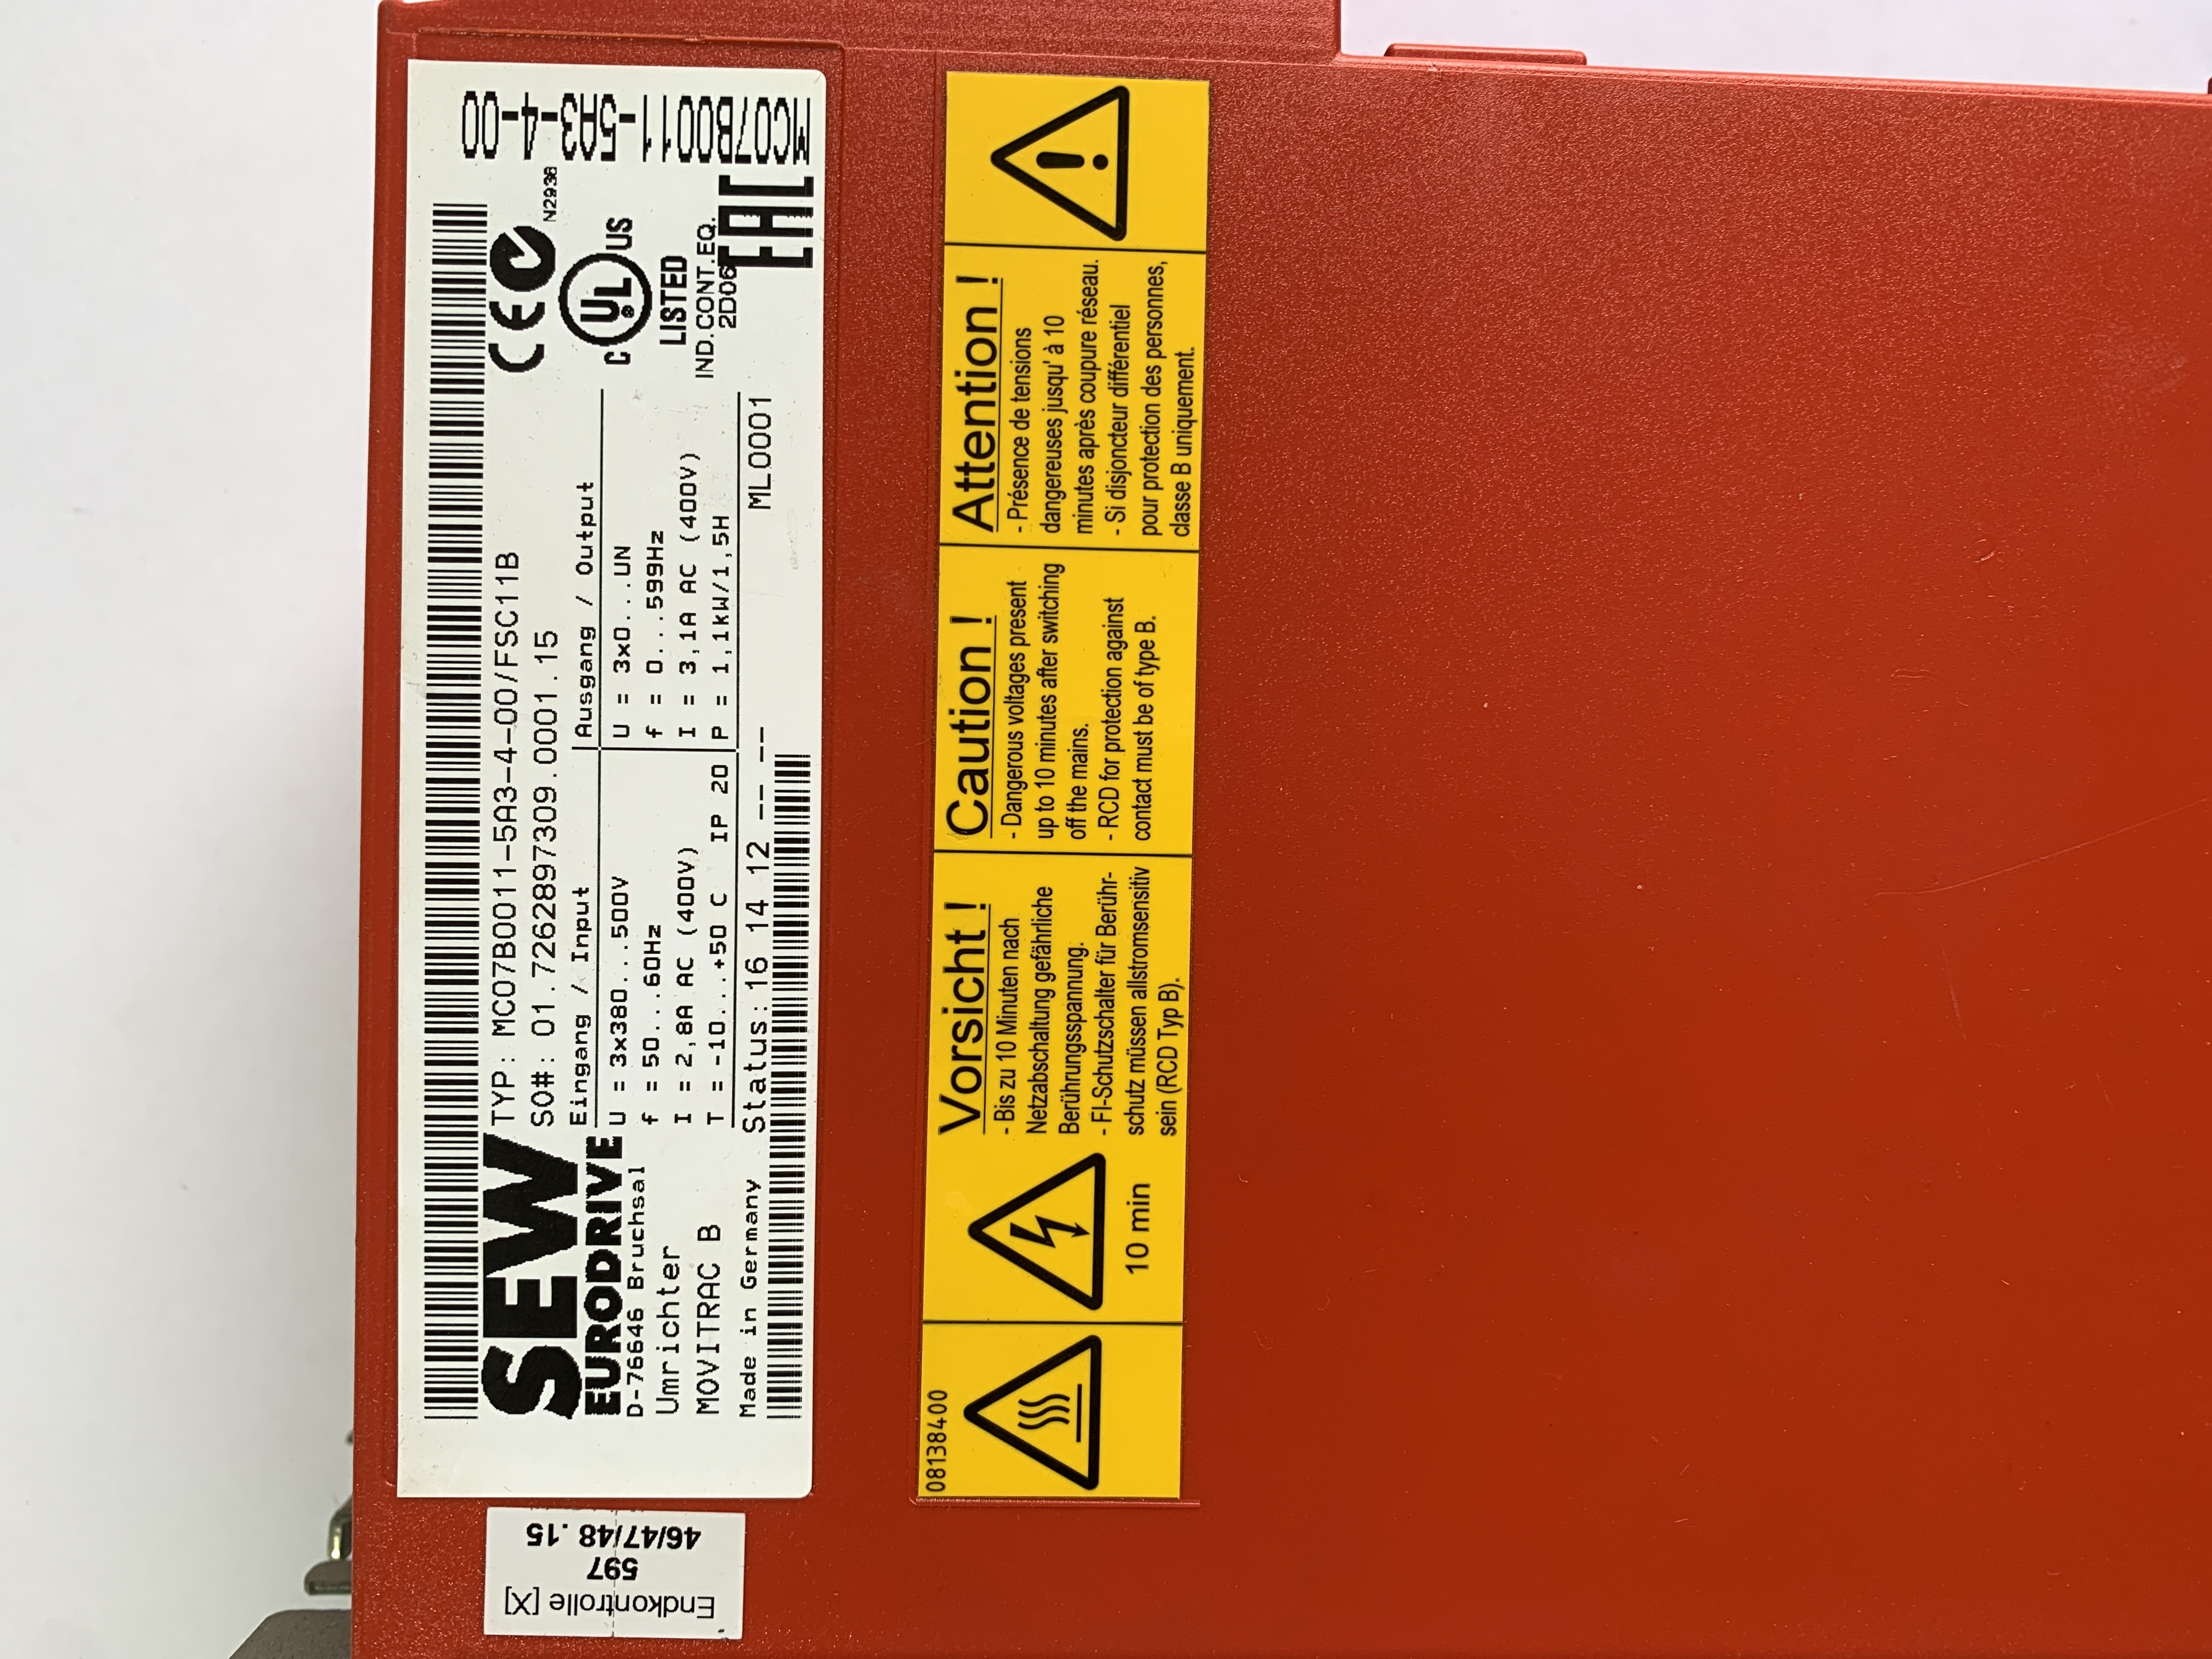 SEW
EURODRIVE
D-76646 Bruchsal
Umrichter
MOVITRAC B
Made in Germany
TYP: MC07B0011-5A3-4-00/FSC11B
SO#: 01.7262897309.0001.15
Eingang / Input
U = 3x380...500V
f = 50...60Hz
I = 2,8A AC (400V)
T = -10...+50 C IP 20
Ausgang / Output
U = 3x0...UN
f = 0...599Hz
I = 3,1A AC (400V)
P = 1,1kW/1,5H
Status: 16 14 12 -- --
ML0001
CE
N2936
C UL® US
LISTED
IND.CONT.EQ.
2D06
EAC
MC07B0011
-5A3-4-00
08138400
10 min
Vorsicht !
- Bis zu 10 Minuten nach
Netzabschaltung gefährliche
Berührungsspannung.
- FI-Schutzschalter für Berühr-
schutz müssen allstromsensitiv
sein (RCD Typ B).
Caution !
- Dangerous voltages present
up to 10 minutes after switching
off the mains.
- RCD for protection against
contact must be of type B.
Attention !
- Présence de tensions
dangereuses jusqu' à 10
minutes après coupure réseau.
- Si disjoncteur différentiel
pour protection des personnes,
classe B uniquement.
Endkontrolle [X]
597
46/47/48 .15